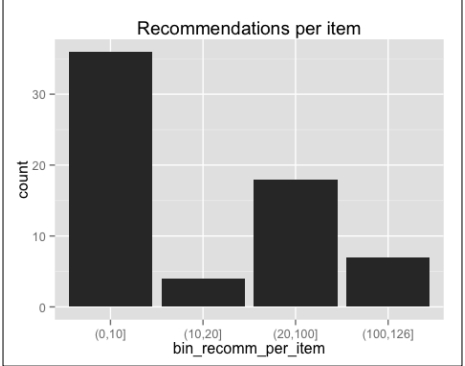 Recommendations per item
count
30
20
10
0
(0,10]
(10,20]
(20,100]
(100,126]
bin_recomm_per_item